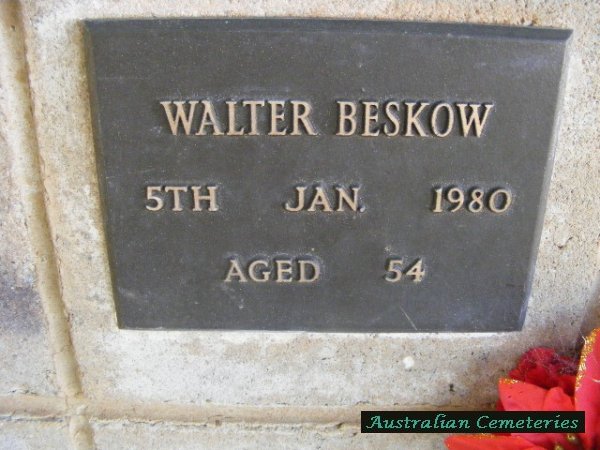 WALTER BESKOW
5TH JAN. 1980
AGED 54
Australian Cemeteries